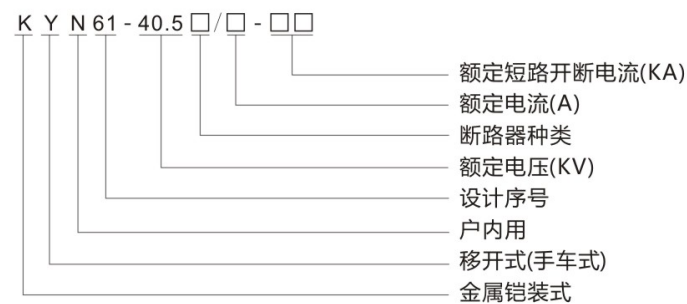 KYN61-40.5□/□-□□
额定短路开断电流(KA)
额定电流(A)
断路器种类
额定电压(KV)
设计序号
户内用
移开式(手车式)
金属铠装式